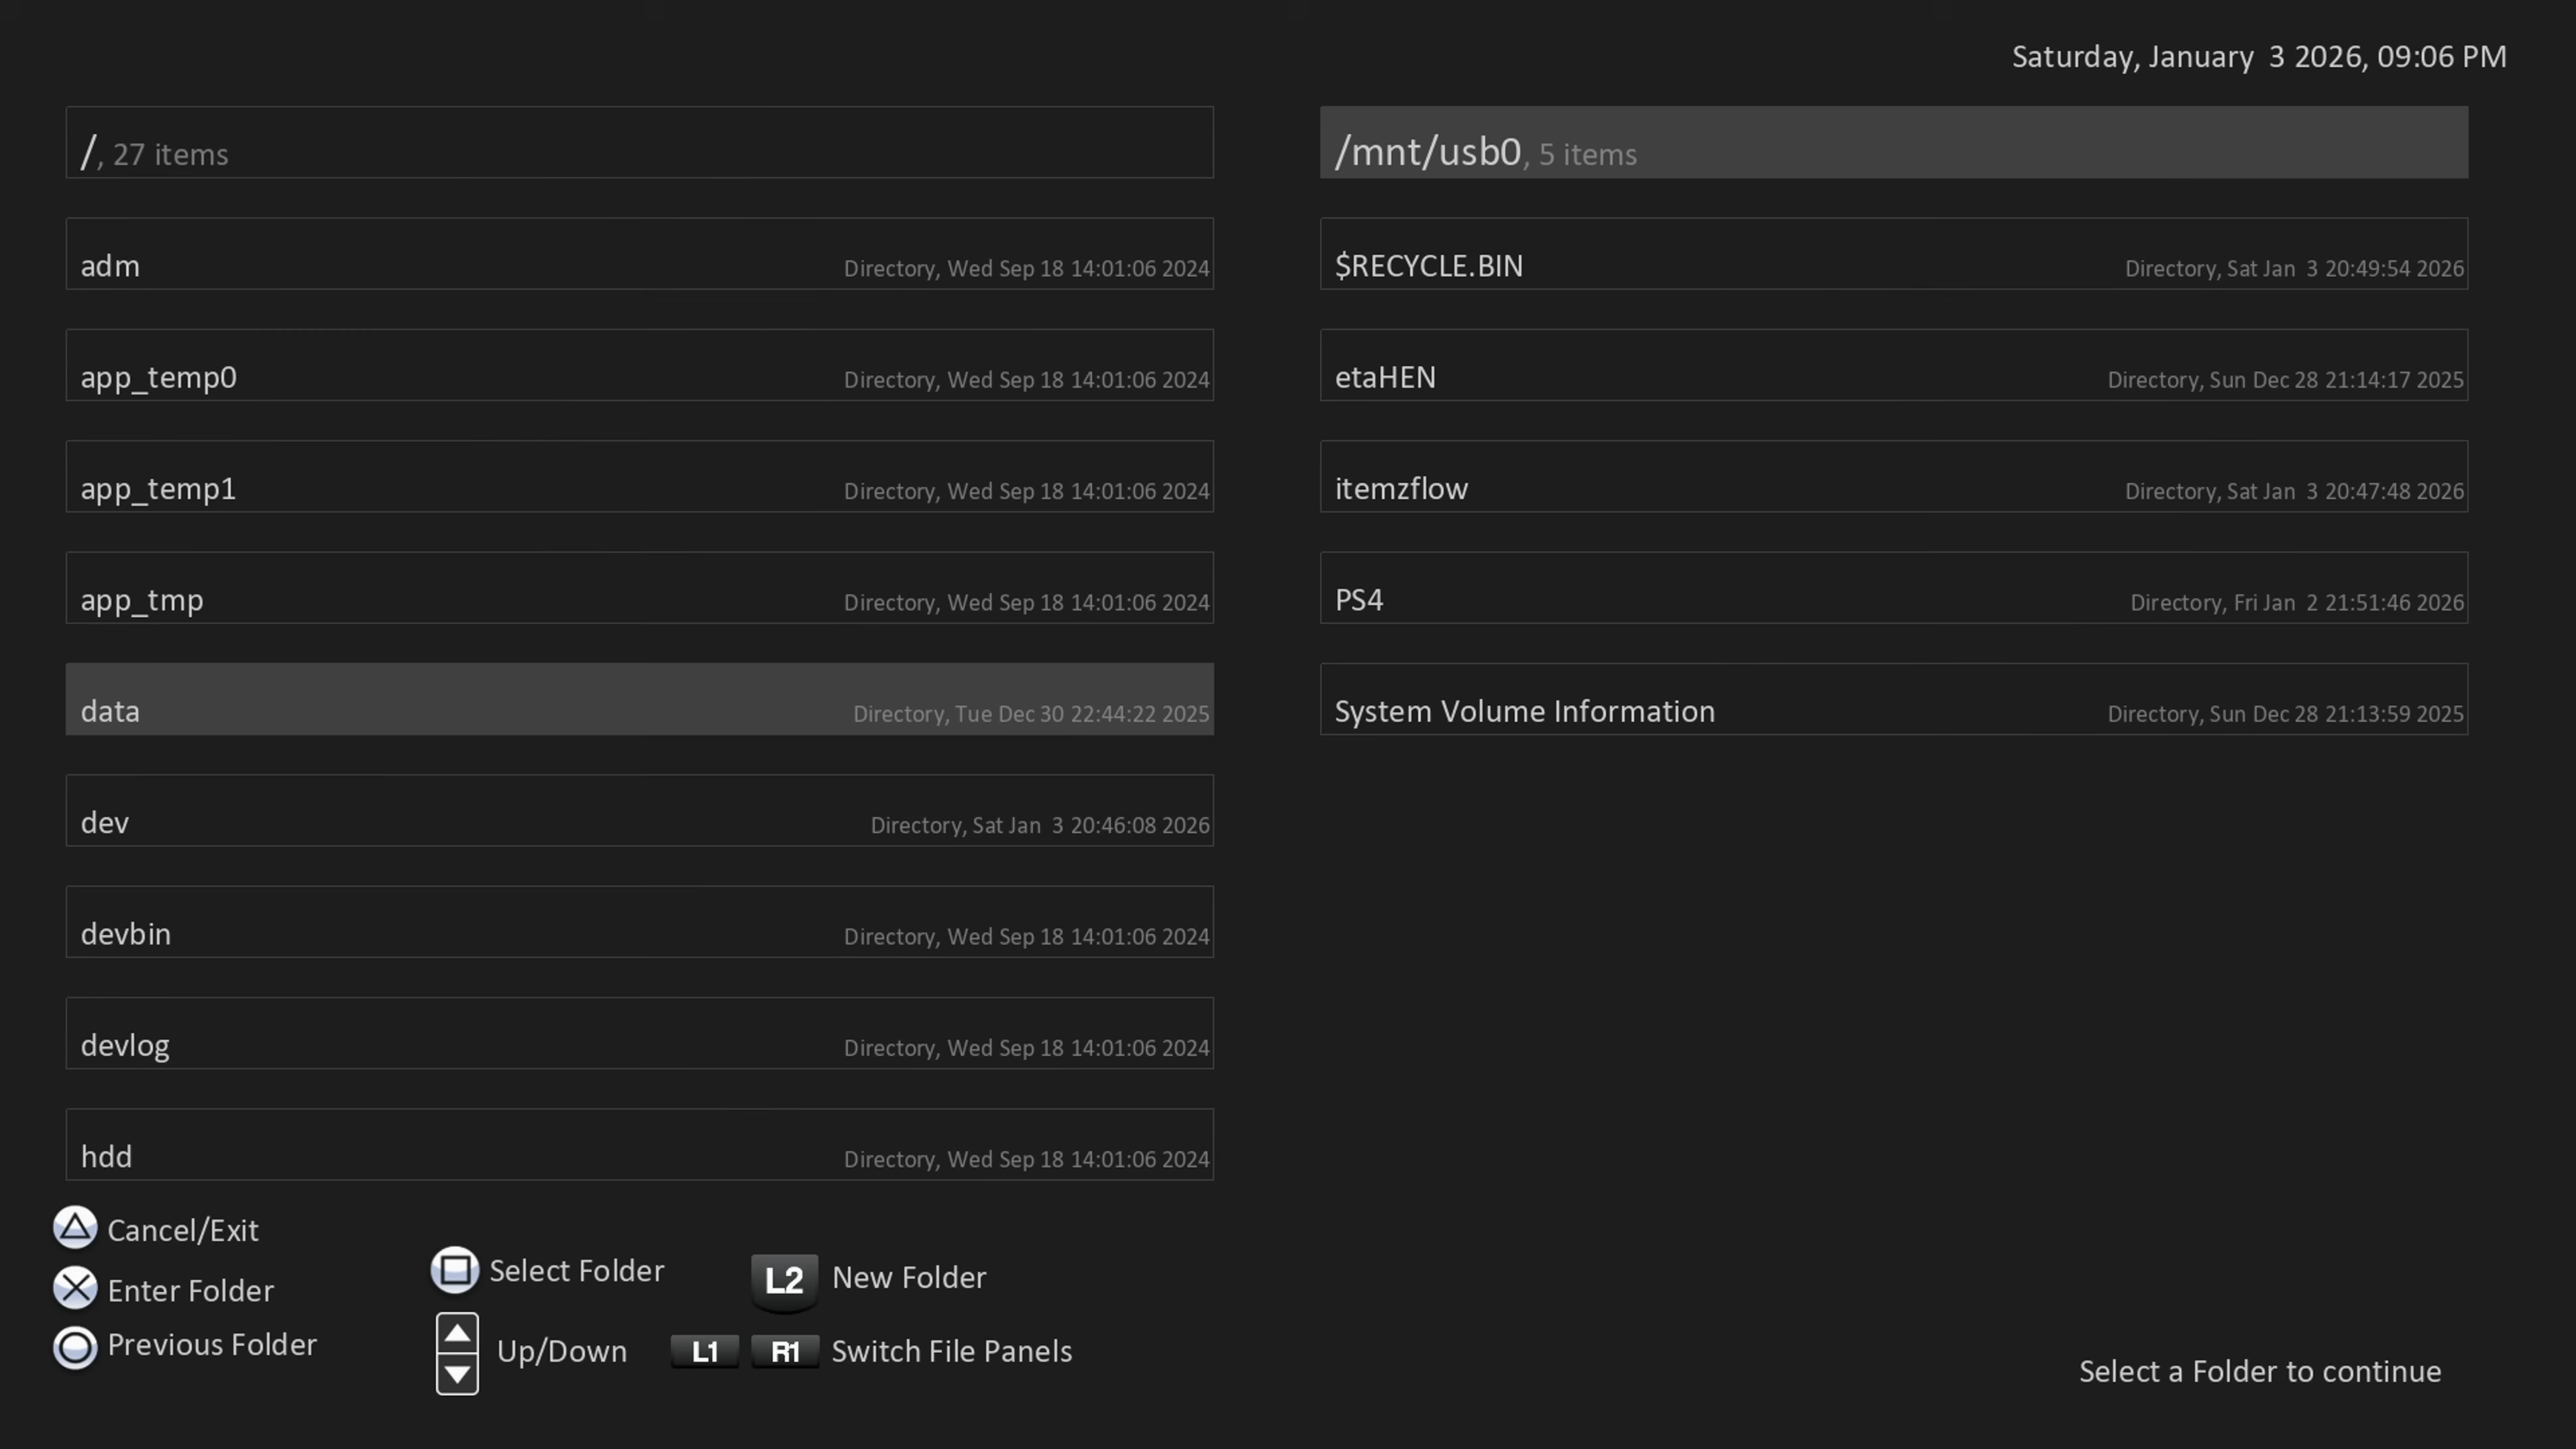 Saturday, January  3 2026, 09:06 PM
/, 27 items
adm Directory, Wed Sep 18 14:01:06 2024
app_temp0 Directory, Wed Sep 18 14:01:06 2024
app_temp1 Directory, Wed Sep 18 14:01:06 2024
app_tmp Directory, Wed Sep 18 14:01:06 2024
data Directory, Tue Dec 30 22:44:22 2025
dev Directory, Sat Jan  3 20:46:08 2026
devbin Directory, Wed Sep 18 14:01:06 2024
devlog Directory, Wed Sep 18 14:01:06 2024
hdd Directory, Wed Sep 18 14:01:06 2024
/mnt/usb0, 5 items
$RECYCLE.BIN Directory, Sat Jan  3 20:49:54 2026
etaHEN Directory, Sun Dec 28 21:14:17 2025
itemzflow Directory, Sat Jan  3 20:47:48 2026
PS4 Directory, Fri Jan  2 21:51:46 2026
System Volume Information Directory, Sun Dec 28 21:13:59 2025
Cancel/Exit
Enter Folder
Previous Folder
Select Folder
Up/Down
L2 New Folder
L1 R1 Switch File Panels
Select a Folder to continue